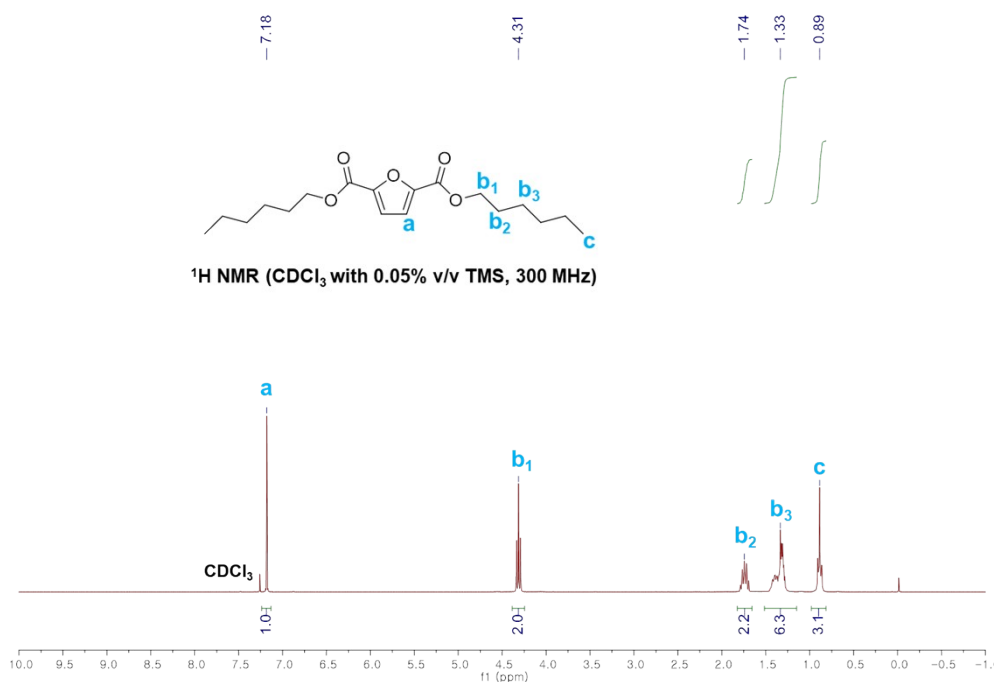 7.18 4.31 1.74 1.33 0.89
O O O
O O b1 b3
a b2 c
¹H NMR (CDCl₃ with 0.05% v/v TMS, 300 MHz)
a
b₁
c
b₃
b₂
CDCl₃
1.0 2.0 2.2 6.3 3.1
10.0 9.5 9.0 8.5 8.0 7.5 7.0 6.5 6.0 5.5 5.0 4.5 4.0 3.5 3.0 2.5 2.0 1.5 1.0 0.5 0.0 -0.5 -1.0
f1 (ppm)